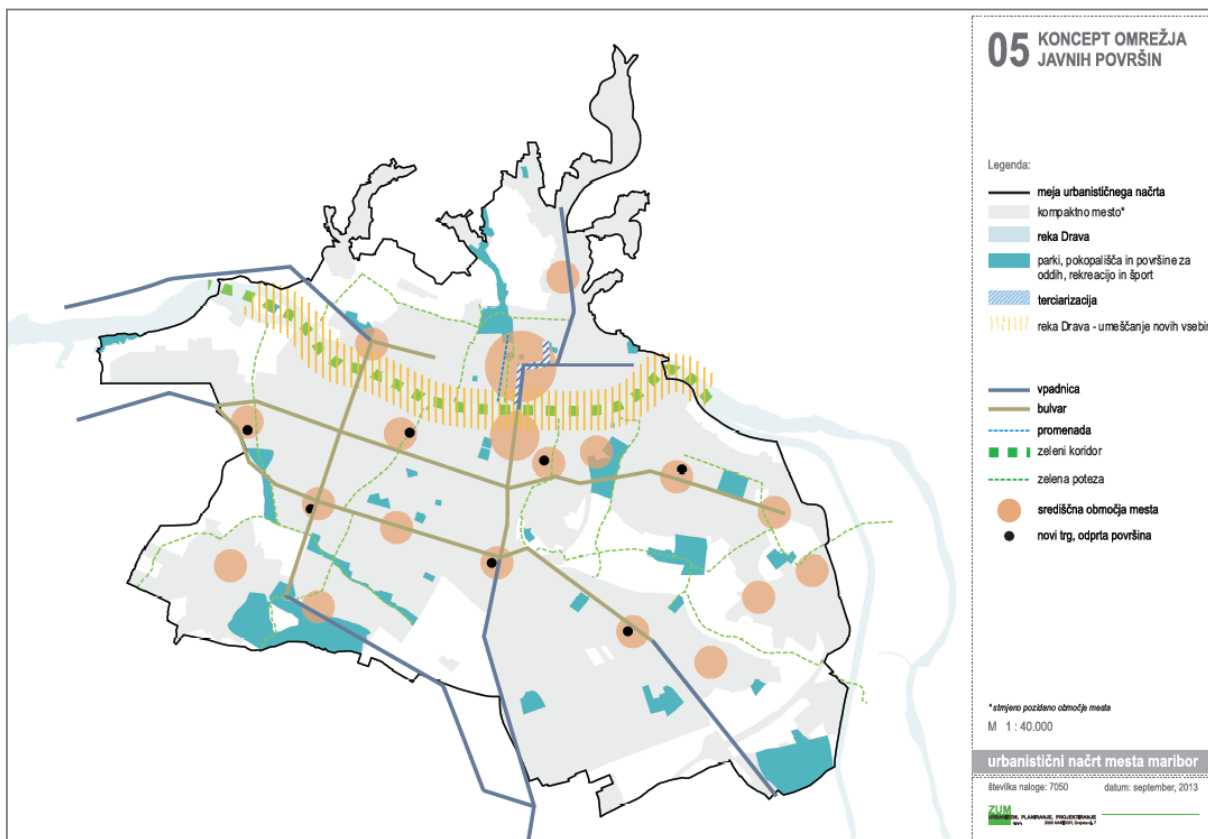 05 KONCEPT OMREŽJA
JAVNIH POVRŠIN
Legenda:
meja urbanističnega načrta
kompaktno mesto*
reka Drava
parki, pokopališča in površine za
oddih, rekreacijo in šport
terciarizacija
reka Drava - umeščanje novih vsebin
vpadnica
bulvar
promenada
zeleni koridor
zelena poteza
središčna območja mesta
novi trg, odprta površina
* strnjeno pozidano območje mesta
M 1 : 40.000
urbanistični načrt mesta maribor
številka naloge: 7050 datum: september, 2013
ZUM
URBANIZEM, PLANIRANJE, PROJEKTIRANJE